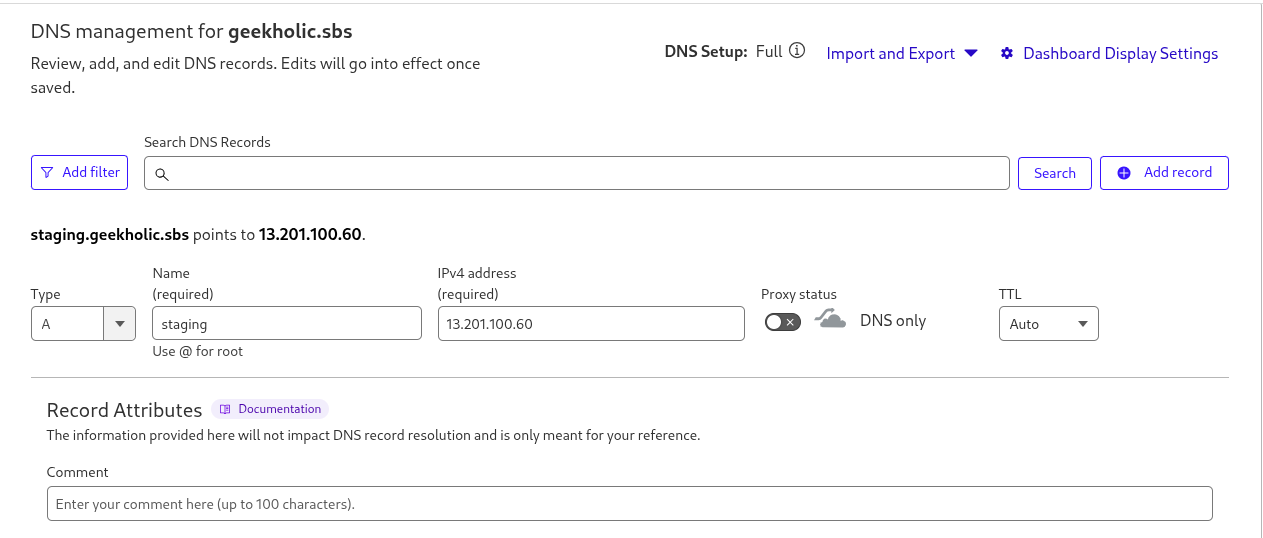 DNS management for geekholic.sbs
Review, add, and edit DNS records. Edits will go into effect once
saved.
DNS Setup: Full
Import and Export
Dashboard Display Settings
Search DNS Records
Add filter
Search
Add record
staging.geekholic.sbs points to 13.201.100.60.
Type
A
Name
(required)
staging
Use @ for root
IPv4 address
(required)
13.201.100.60
Proxy status
DNS only
TTL
Auto
Record Attributes
Documentation
The information provided here will not impact DNS record resolution and is only meant for your reference.
Comment
Enter your comment here (up to 100 characters).